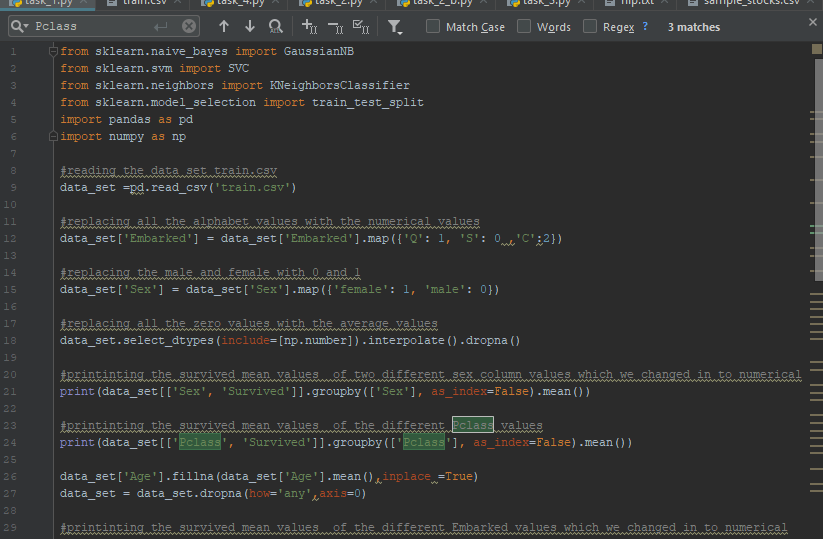 task_1.py train.csv task_4.py task_2.py task_2_b.py task_3.py nlp.txt sample_stocks.csv
Pclass Match Case Words Regex ? 3 matches
1 from sklearn.naive_bayes import GaussianNB
2 from sklearn.svm import SVC
3 from sklearn.neighbors import KNeighborsClassifier
4 from sklearn.model_selection import train_test_split
5 import pandas as pd
6 import numpy as np
7
8 #reading the data set train.csv
9 data_set =pd.read_csv('train.csv')
10
11 #replacing all the alphabet values with the numerical values
12 data_set['Embarked'] = data_set['Embarked'].map({'Q': 1, 'S': 0 ,'C':2})
13
14 #replacing the male and female with 0 and 1
15 data_set['Sex'] = data_set['Sex'].map({'female': 1, 'male': 0})
16
17 #replacing all the zero values with the average values
18 data_set.select_dtypes(include=[np.number]).interpolate().dropna()
19
20 #printinting the survived mean values  of two different sex column values which we changed in to numerical
21 print(data_set[['Sex', 'Survived']].groupby(['Sex'], as_index=False).mean())
22
23 #printinting the survived mean values  of the different Pclass values
24 print(data_set[['Pclass', 'Survived']].groupby(['Pclass'], as_index=False).mean())
25
26 data_set['Age'].fillna(data_set['Age'].mean(),inplace =True)
27 data_set = data_set.dropna(how='any',axis=0)
28
29 #printinting the survived mean values  of the different Embarked values which we changed in to numerical